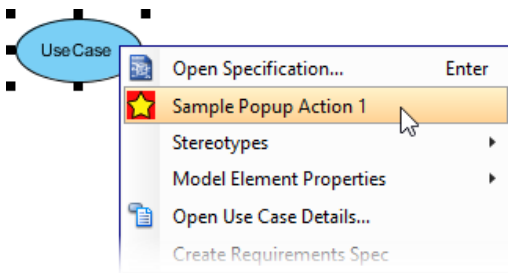 UseCase
Open Specification... Enter
Sample Popup Action 1
Stereotypes
Model Element Properties
Open Use Case Details...
Create Requirements Spec